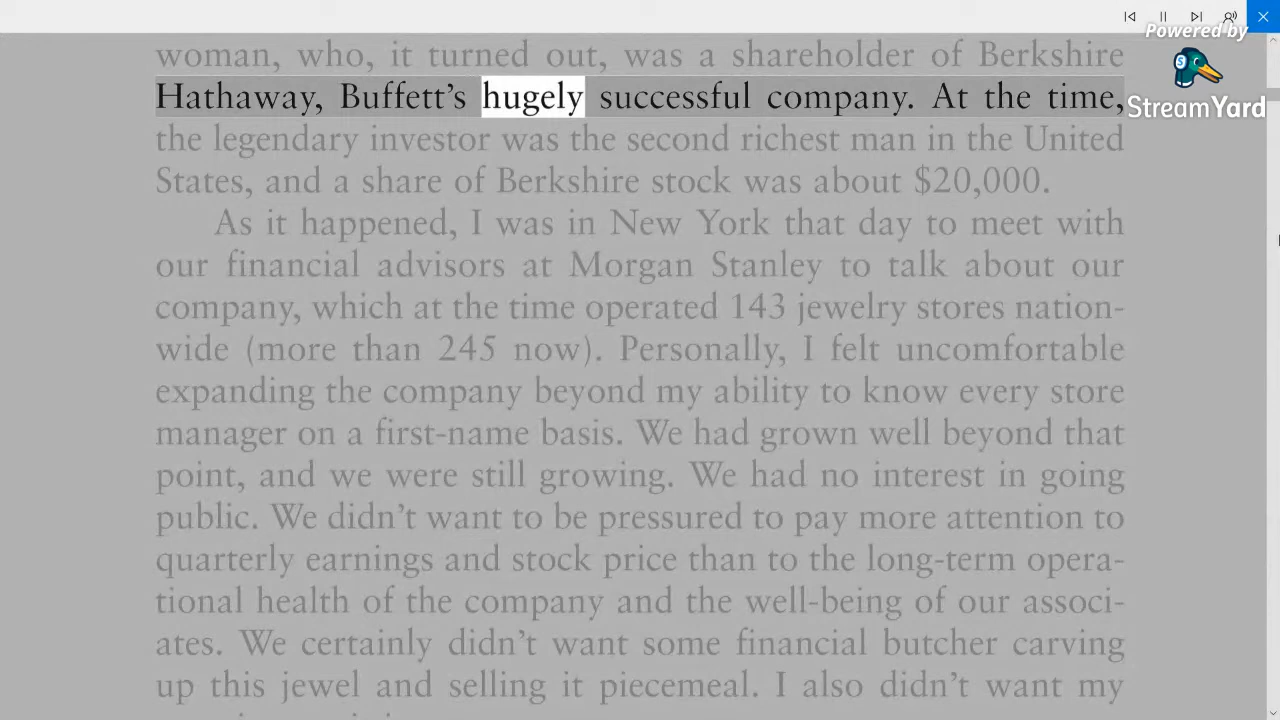 Powered by
StreamYard
woman, who, it turned out, was a shareholder of Berkshire
Hathaway, Buffett’s hugely successful company. At the time,
the legendary investor was the second richest man in the United
States, and a share of Berkshire stock was about $20,000.
As it happened, I was in New York that day to meet with
our financial advisors at Morgan Stanley to talk about our
company, which at the time operated 143 jewelry stores nation-
wide (more than 245 now). Personally, I felt uncomfortable
expanding the company beyond my ability to know every store
manager on a first-name basis. We had grown well beyond that
point, and we were still growing. We had no interest in going
public. We didn’t want to be pressured to pay more attention to
quarterly earnings and stock price than to the long-term opera-
tional health of the company and the well-being of our associ-
ates. We certainly didn’t want some financial butcher carving
up this jewel and selling it piecemeal. I also didn’t want my